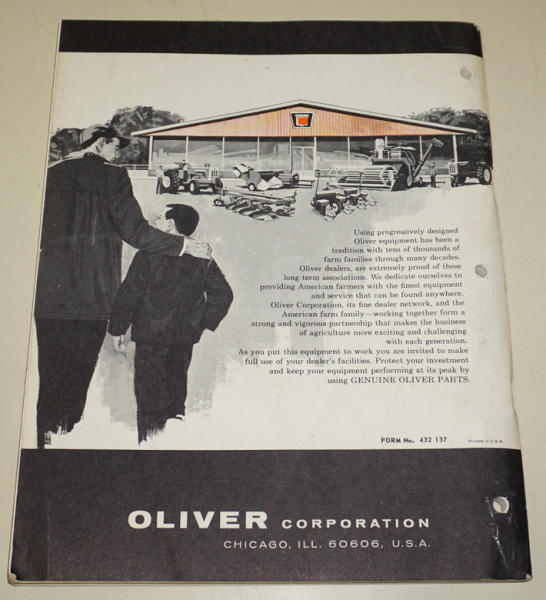 Using progressively designed
Oliver equipment has been a
tradition with tens of thousands of
farm families through many decades.
Oliver dealers, are extremely proud of these
long-term associations. We dedicate ourselves to
providing American farmers with the finest equipment
and service that can be found anywhere.
Oliver Corporation, its fine dealer network, and the
American farm family—working together form a
strong and vigorous partnership that makes the business
of agriculture more exciting and challenging
with each generation.
As you put this equipment to work you are invited to make
full use of your dealer's facilities. Protect your investment
and keep your equipment performing at its peak by
using GENUINE OLIVER PARTS.
FORM No. 432 137
Printed in U.S.A.
OLIVER CORPORATION
CHICAGO, ILL. 60606, U.S.A.